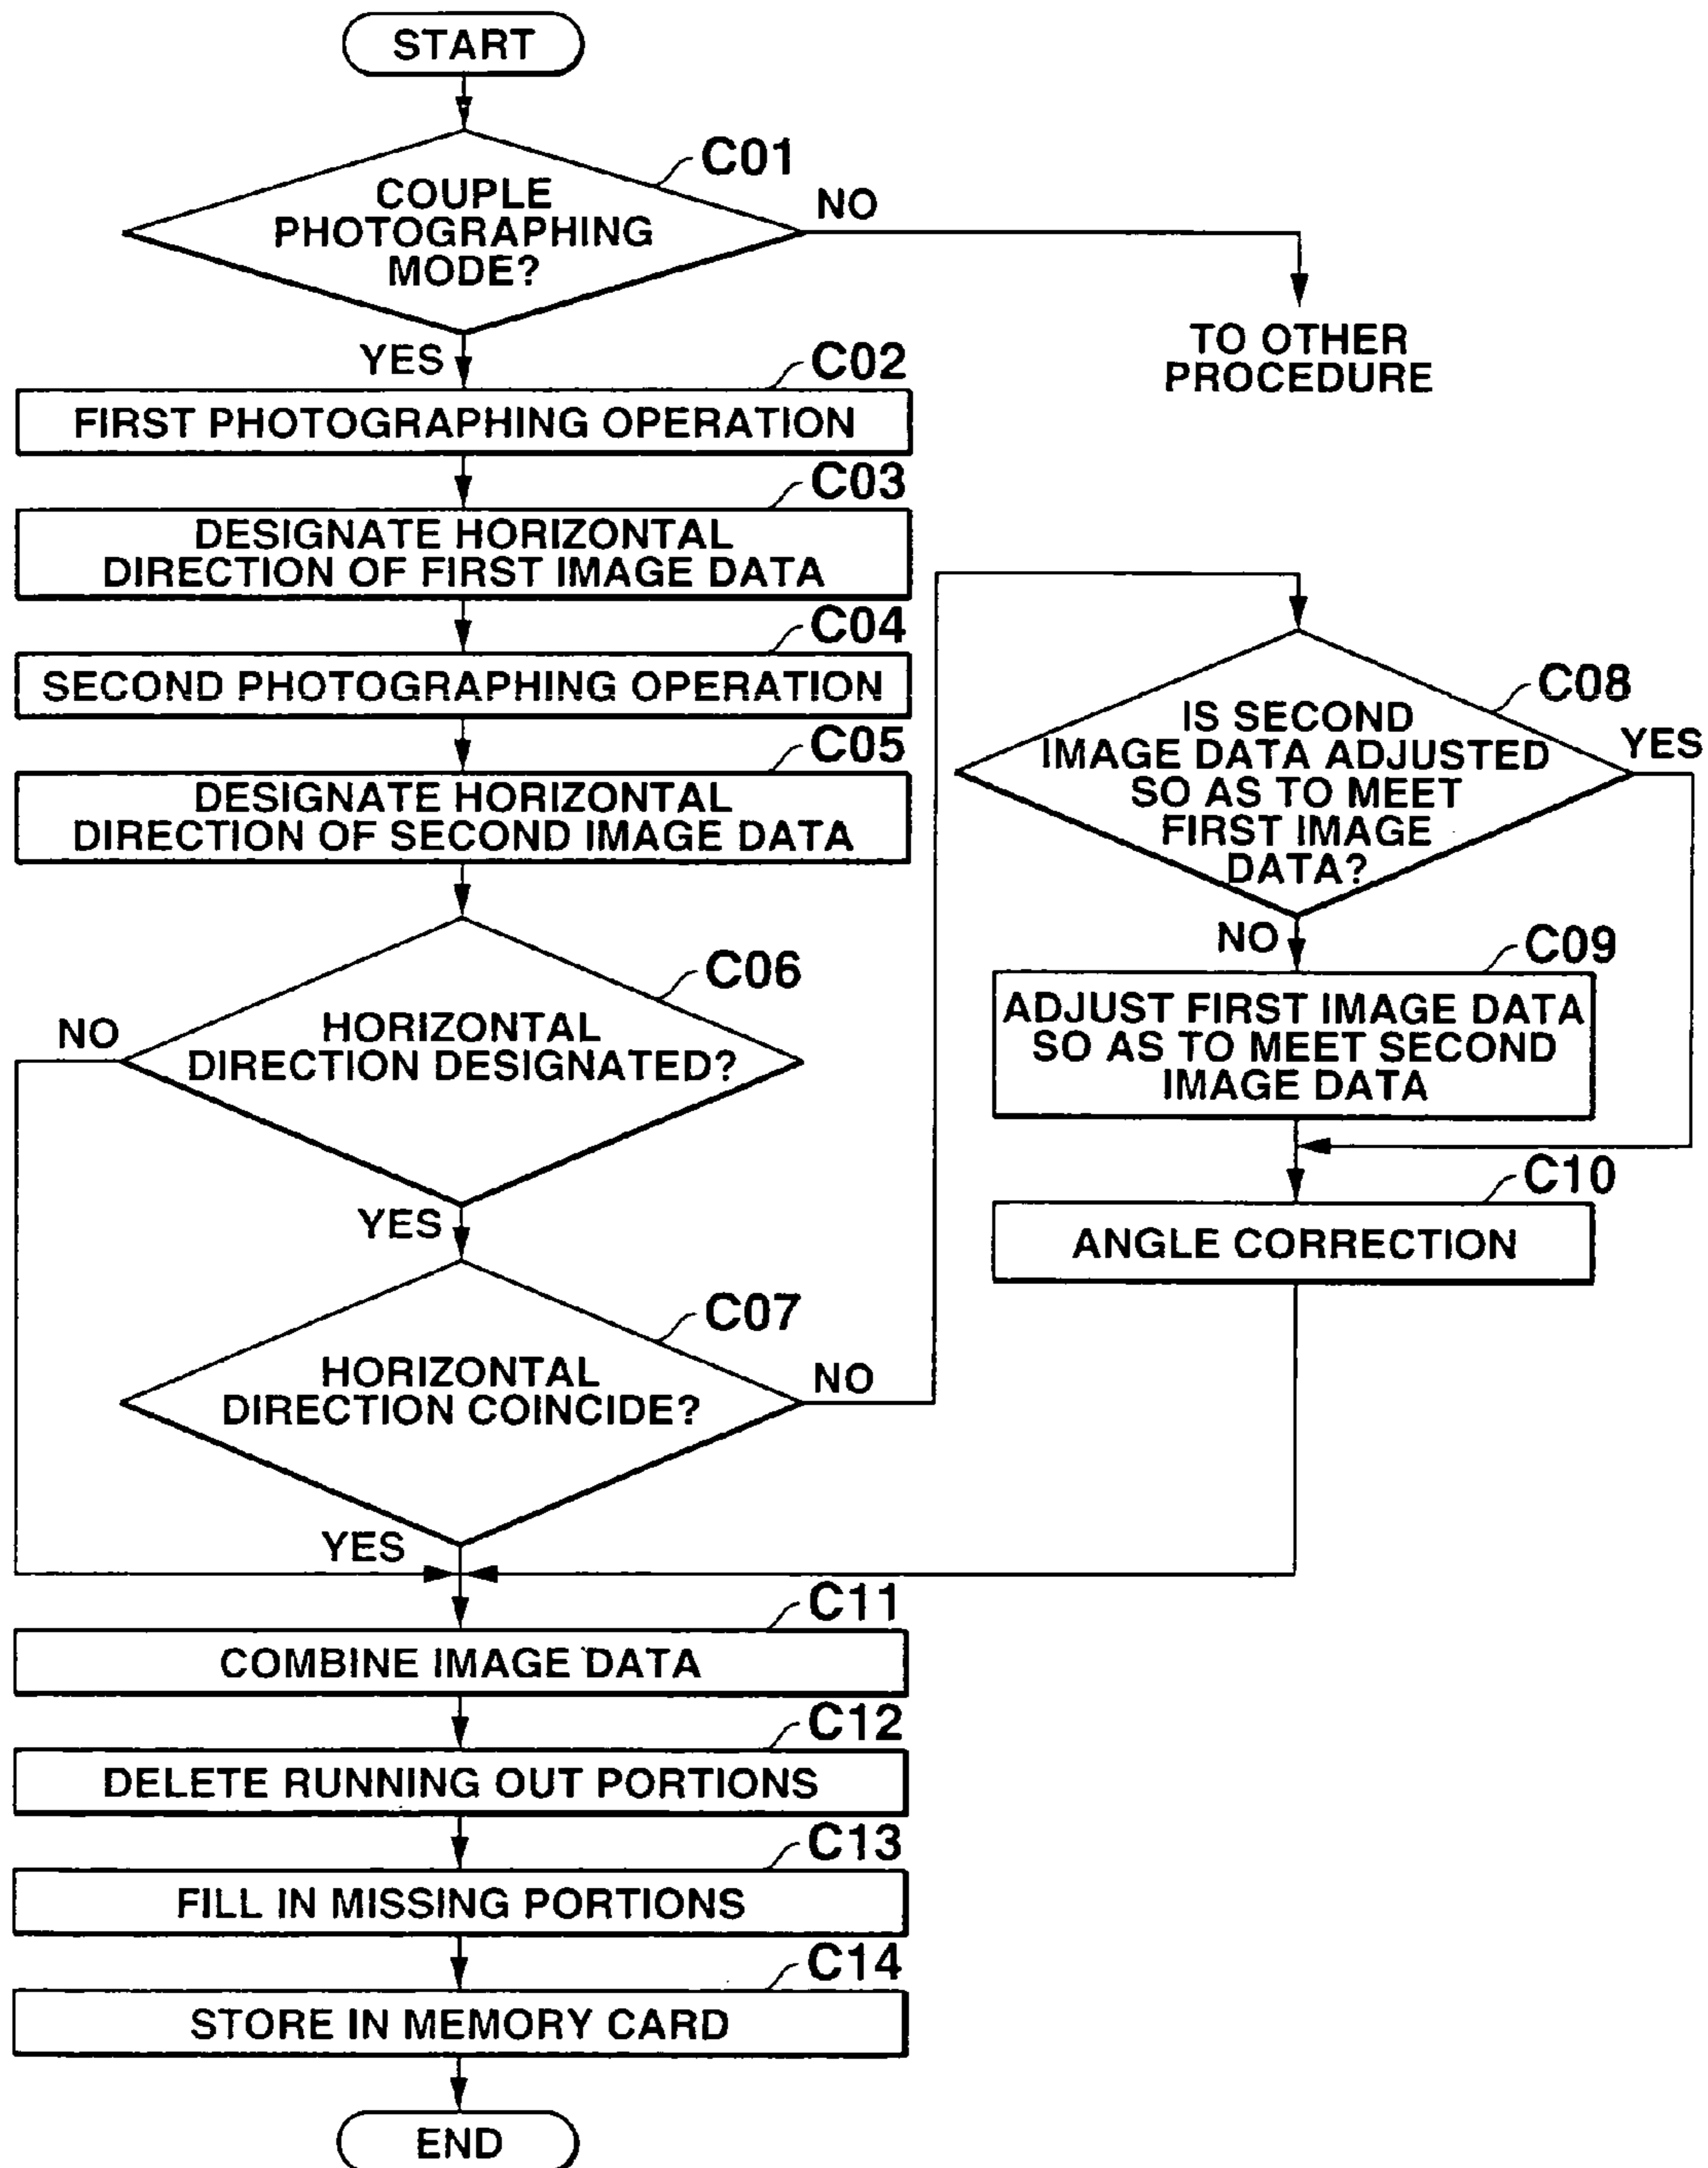 START
C01
COUPLE
PHOTOGRAPHING
MODE?
NO
TO OTHER
PROCEDURE
YES
C02
FIRST PHOTOGRAPHING OPERATION
C03
DESIGNATE HORIZONTAL
DIRECTION OF FIRST IMAGE DATA
C04
SECOND PHOTOGRAPHING OPERATION
C05
DESIGNATE HORIZONTAL
DIRECTION OF SECOND IMAGE DATA
C06
HORIZONTAL
DIRECTION DESIGNATED?
NO
YES
C07
HORIZONTAL
DIRECTION COINCIDE?
NO
YES
C08
IS SECOND
IMAGE DATA ADJUSTED
SO AS TO MEET
FIRST IMAGE
DATA?
YES
NO
C09
ADJUST FIRST IMAGE DATA
SO AS TO MEET SECOND
IMAGE DATA
C10
ANGLE CORRECTION
C11
COMBINE IMAGE DATA
C12
DELETE RUNNING OUT PORTIONS
C13
FILL IN MISSING PORTIONS
C14
STORE IN MEMORY CARD
END